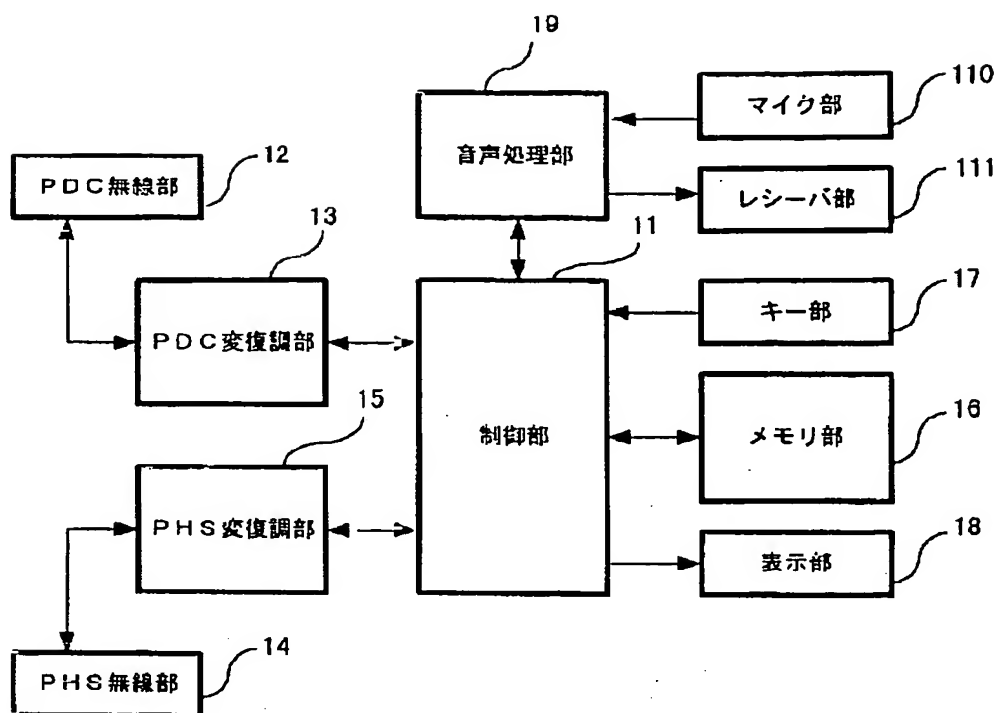 19
110
マイク部
音声処理部
12
PDC無線部
111
レシーバ部
13
11
17
キー部
PDC変復調部
15
16
制御部
メモリ部
PHS変復調部
18
表示部
14
PHS無線部